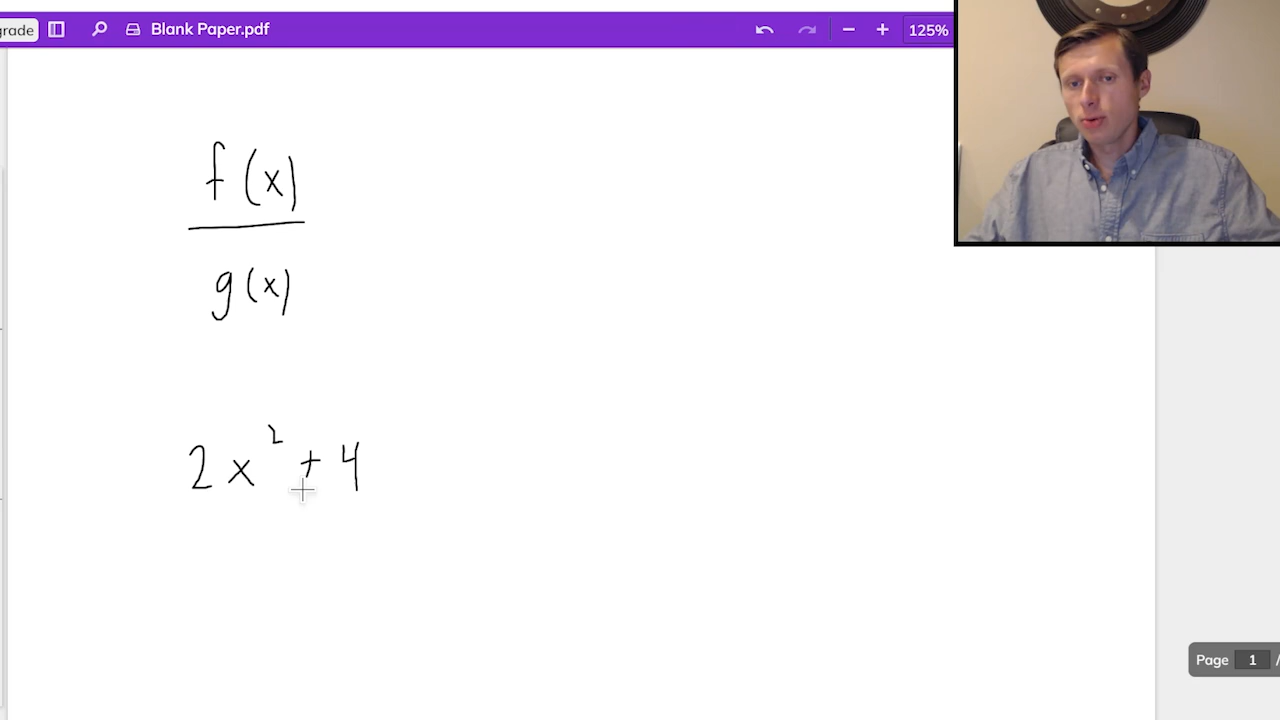 grade Blank Paper.pdf 125%
f(x)
g(x)
2x² + 4
Page 1 /